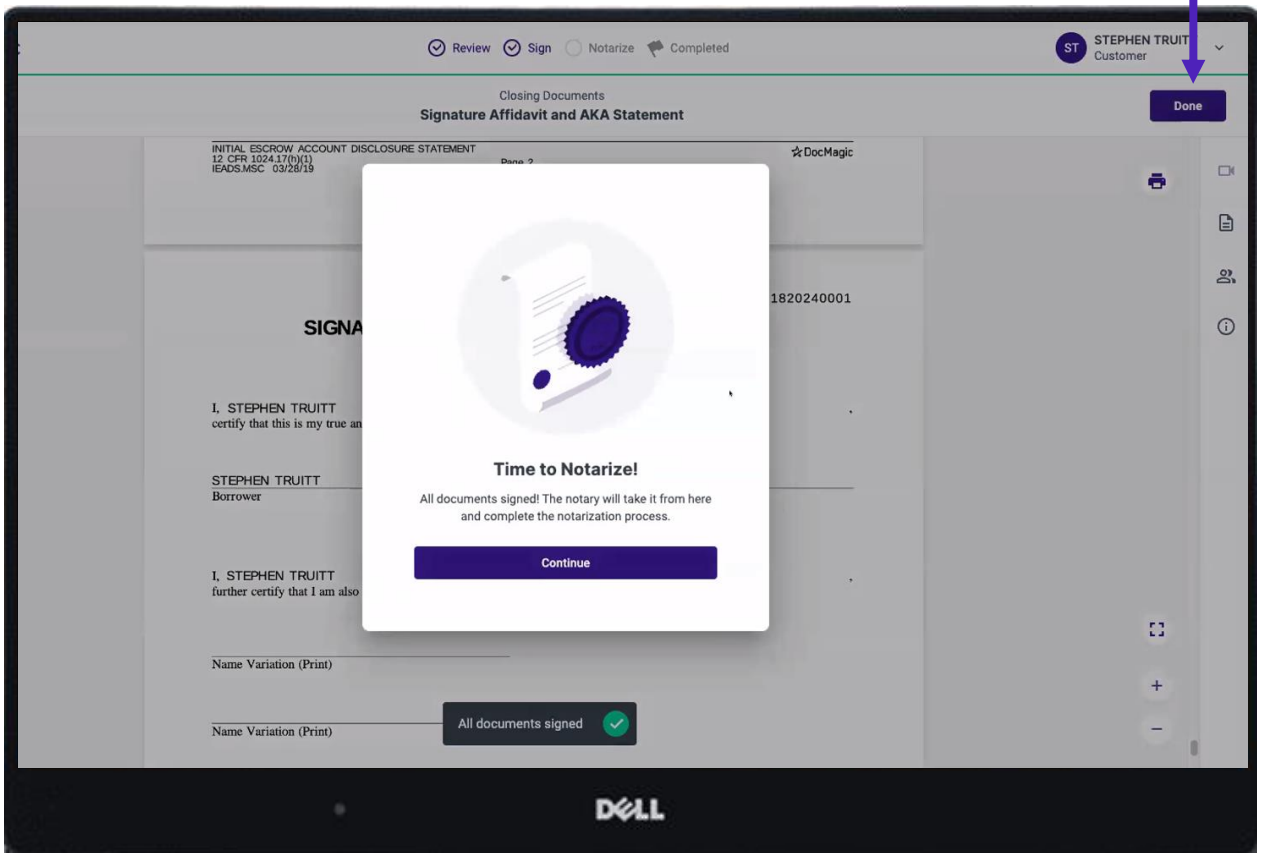 Review Sign Notarize Completed
ST STEPHEN TRUIT
Customer
Closing Documents
Signature Affidavit and AKA Statement
Done
INITIAL ESCROW ACCOUNT DISCLOSURE STATEMENT
12 CFR 1024.17(h)(1)
IEADS.MSC 03/28/19
Page 2
DocMagic
1820240001
SIGNA
I, STEPHEN TRUITT ,
certify that this is my true an
STEPHEN TRUITT
Borrower
Time to Notarize!
All documents signed! The notary will take it from here
and complete the notarization process.
Continue
I, STEPHEN TRUITT ,
further certify that I am also
Name Variation (Print)
All documents signed
Name Variation (Print)
DELL